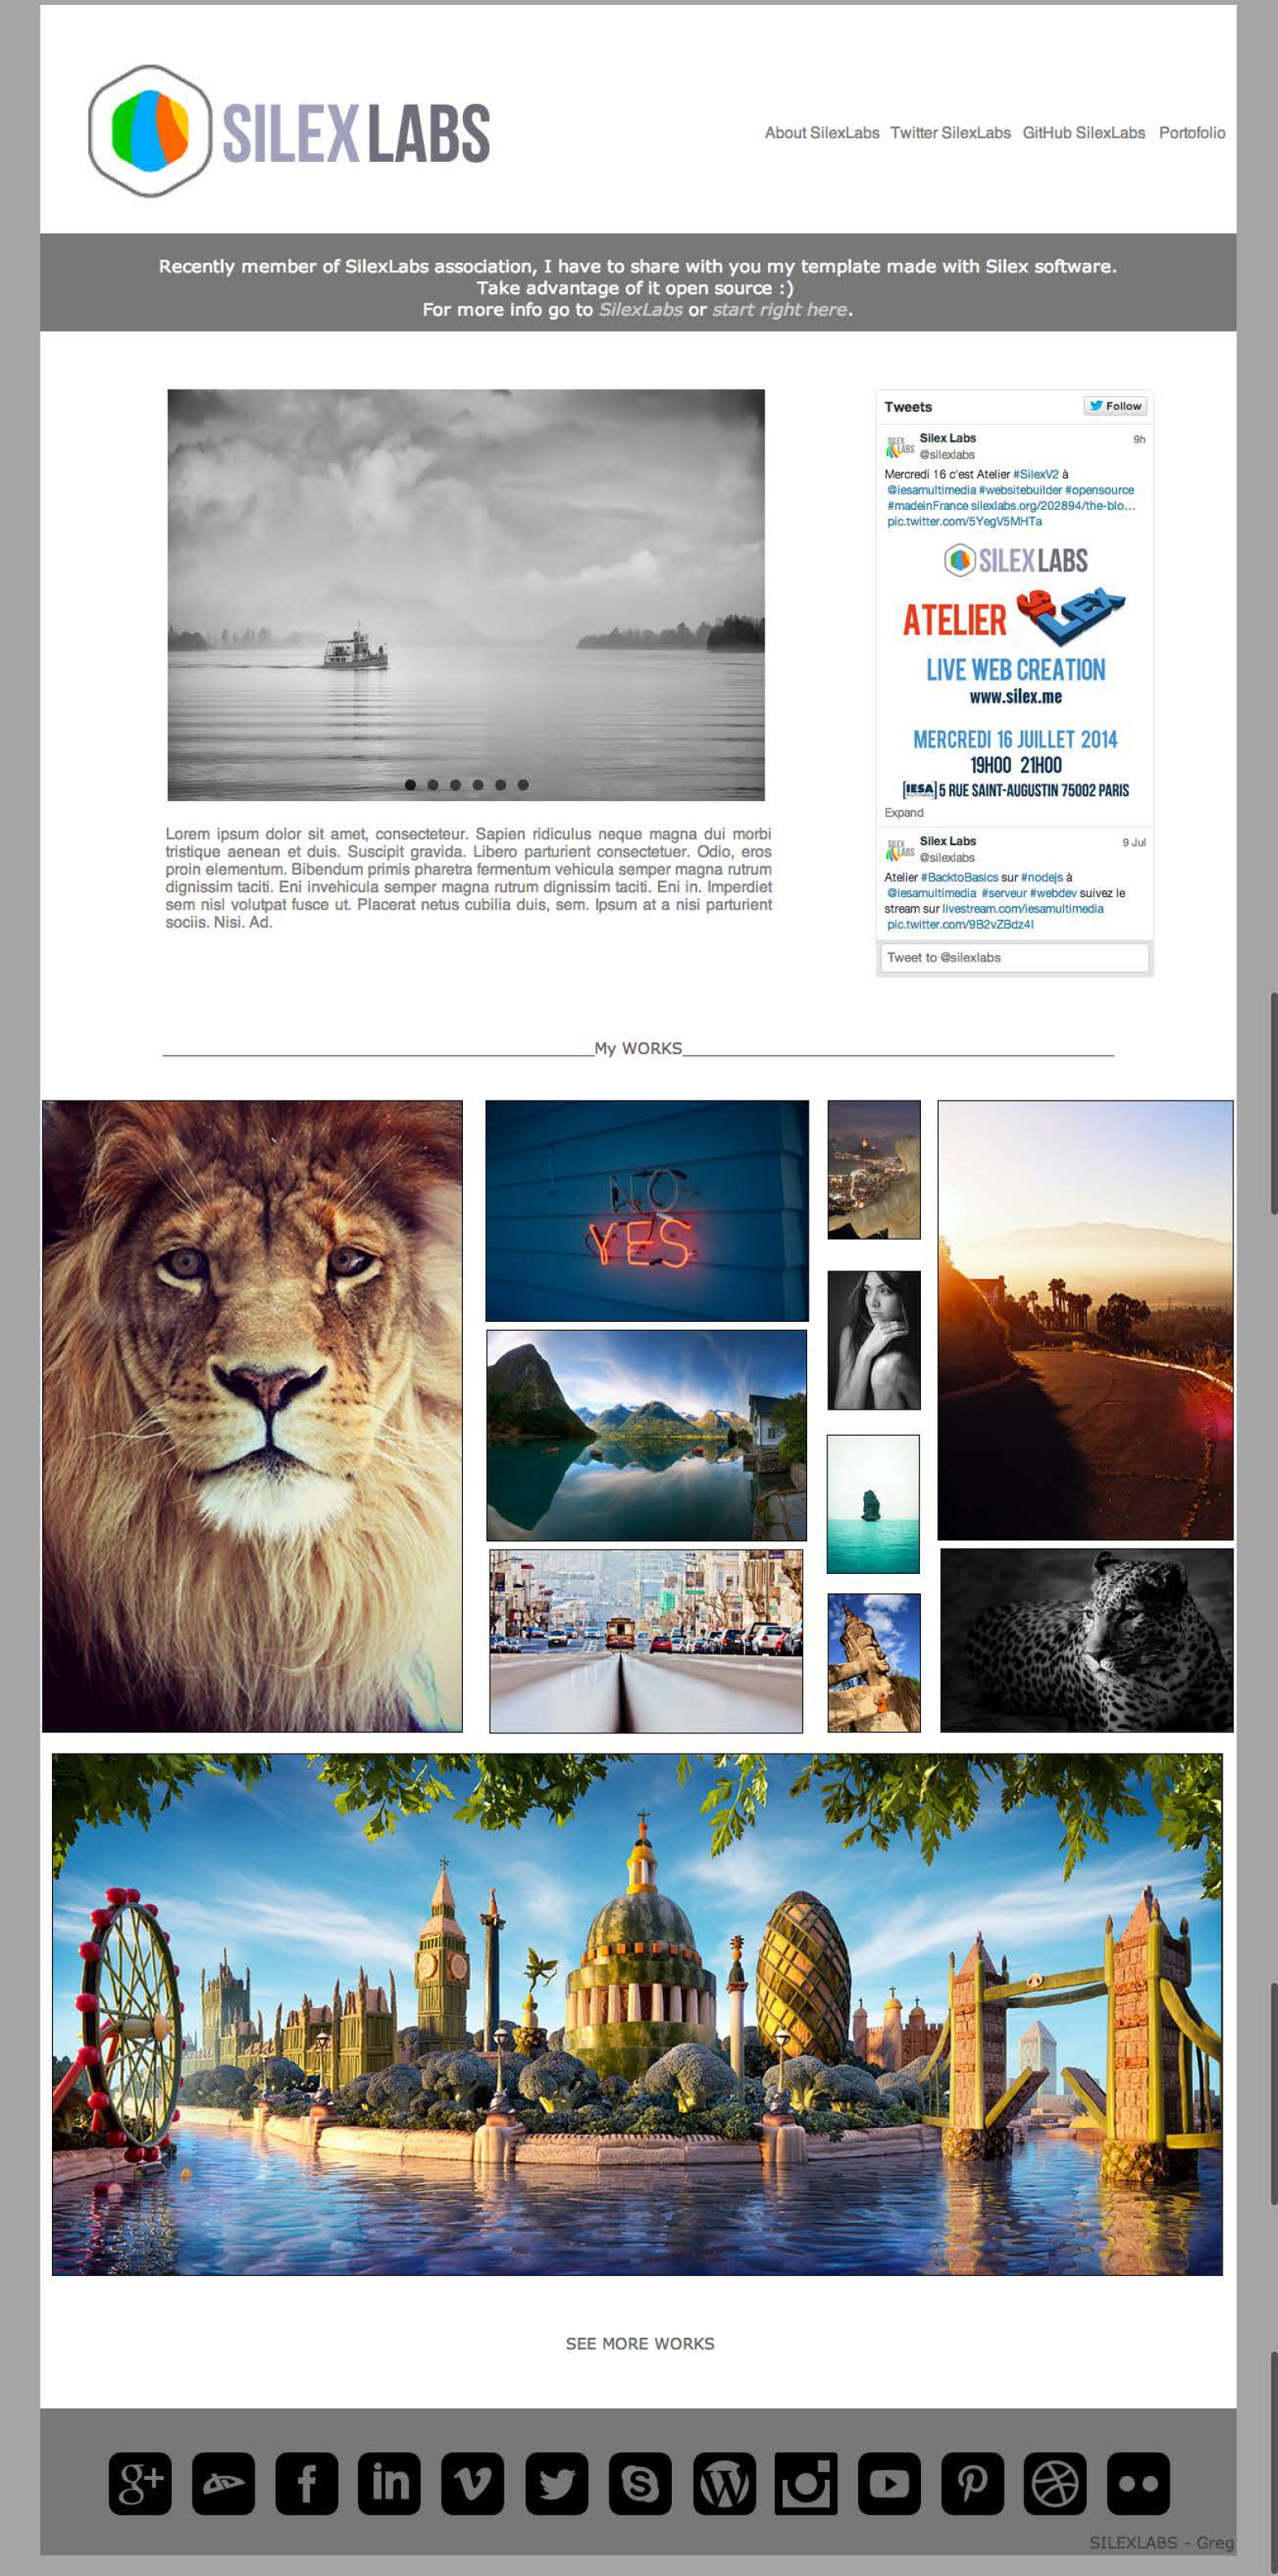 SILEX LABS
About SilexLabs Twitter SilexLabs GitHub SilexLabs Portofolio
Recently member of SilexLabs association, I have to share with you my template made with Silex software.
Take advantage of it open source :)
For more info go to SilexLabs or start right here.
Lorem ipsum dolor sit amet, consecteteur. Sapien ridiculus neque magna dui morbi
tristique aenean et duis. Suscipit gravida. Libero parturient consectetuer. Odio, eros
proin elementum. Bibendum primis pharetra fermentum vehicula semper magna rutrum
dignissim taciti. Eni invehicula semper magna rutrum dignissim taciti. Eni in. Imperdiet
sem nisl volutpat fusce ut. Placerat netus cubilia duis, sem. Ipsum at a nisi parturient
sociis. Nisi. Ad.
Tweets Follow
SILEX LABS
Silex Labs 9h
@silexlabs
Mercredi 16 c'est Atelier #SilexV2 à
@iesamultimedia #websitebuilder #opensource
#madeinFrance silexlabs.org/202894/the-blo...
pic.twitter.com/5YegV5MHTa
SILEX LABS
ATELIER SILEX
LIVE WEB CREATION
www.silex.me
MERCREDI 16 JUILLET 2014
19H00 21H00
IESA 5 RUE SAINT-AUGUSTIN 75002 PARIS
Expand
SILEX LABS
Silex Labs 9 Jul
@silexlabs
Atelier #BacktoBasics sur #nodejs à
@iesamultimedia #serveur #webdev suivez le
stream sur livestream.com/iesamultimedia
pic.twitter.com/9B2vZBdz4I
Tweet to @silexlabs
My WORKS
NO
YES
SEE MORE WORKS
g+ f in
SILEXLABS - Greg